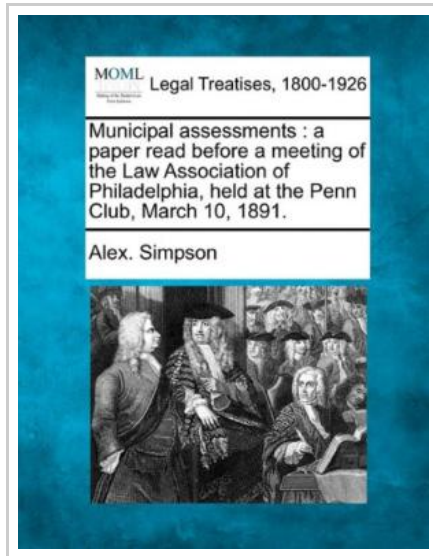 MOML
Legal Treatises, 1800-1926
Municipal assessments : a
paper read before a meeting of
the Law Association of
Philadelphia, held at the Penn
Club, March 10, 1891.
Alex. Simpson